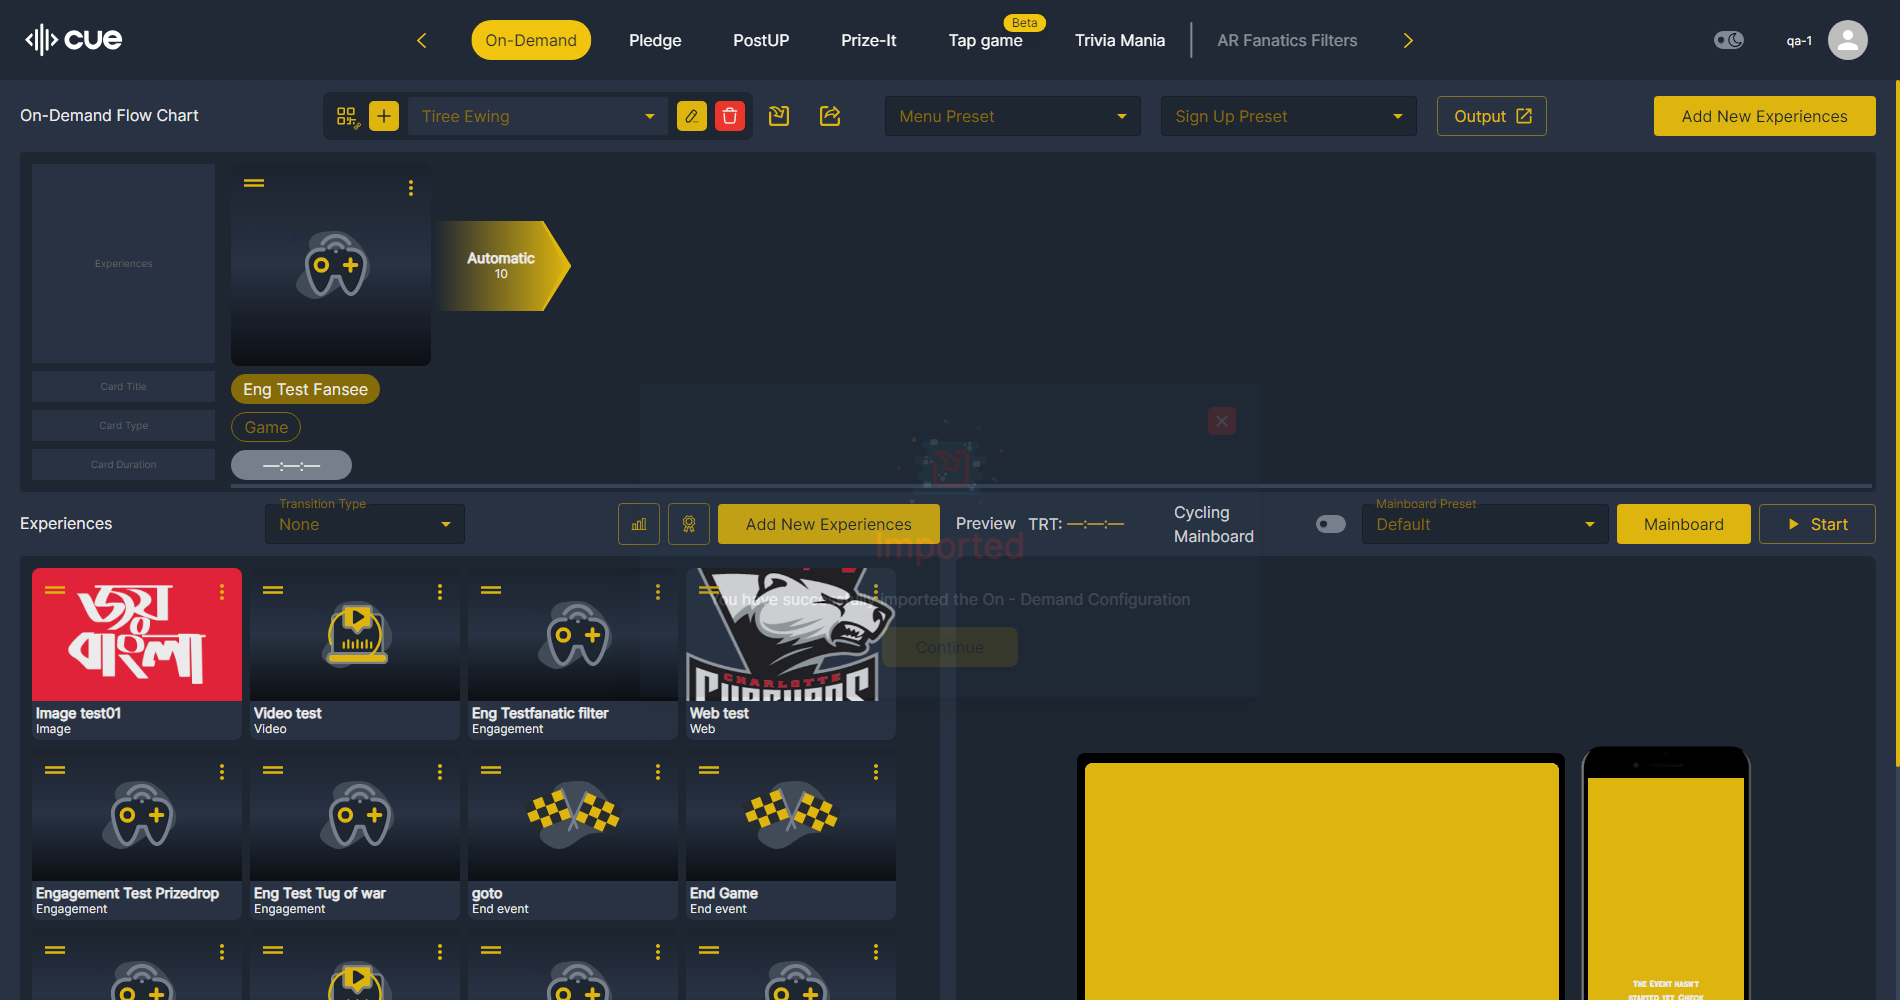 cue
On-Demand
Pledge
PostUP
Prize-It
Tap game
Beta
Trivia Mania
AR Fanatics Filters
qa-1
On-Demand Flow Chart
Tiree Ewing
Menu Preset
Sign Up Preset
Output
Add New Experiences
Experiences
Automatic
10
Card Title
Eng Test Fansee
Card Type
Game
Card Duration
—:—:—
Experiences
Transition Type
None
Add New Experiences
Preview
TRT: —:—:—
Cycling
Mainboard
Mainboard Preset
Default
Mainboard
Start
Imported
You have successfully imported the On - Demand Configuration
Continue
জয়
বাংলা
CHARLOTTE
Image test01
Image
Video test
Video
Eng Testfanatic filter
Engagement
Web test
Web
Engagement Test Prizedrop
Engagement
Eng Test Tug of war
Engagement
goto
End event
End Game
End event
The Event hasn't
started yet. Check